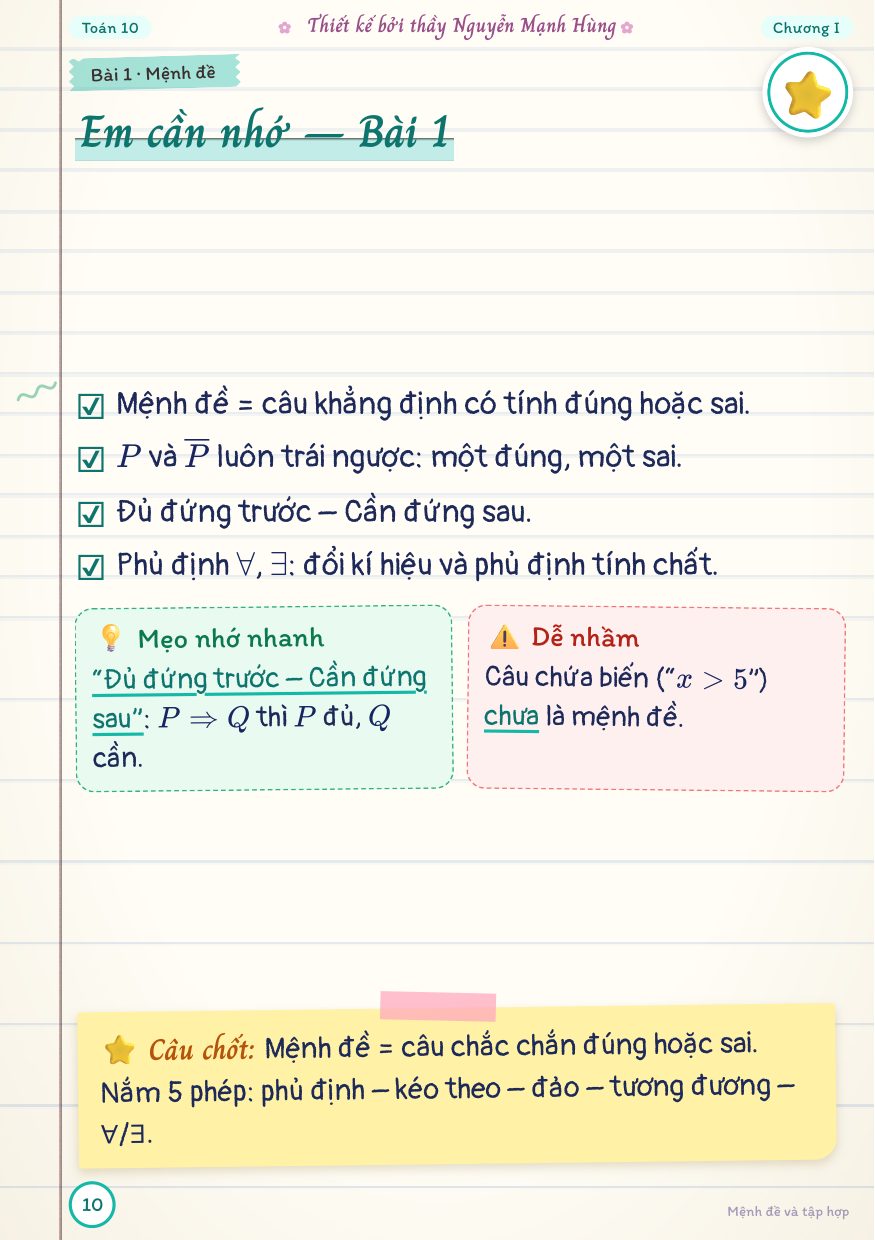 Toán 10
Thiết kế bởi thầy Nguyễn Mạnh Hùng
Chương I
Bài 1 · Mệnh đề
Em cần nhớ — Bài 1
Mệnh đề = câu khẳng định có tính đúng hoặc sai.
P và P̅ luôn trái ngược: một đúng, một sai.
Đủ đứng trước – Cần đứng sau.
Phủ định ∀, ∃: đổi kí hiệu và phủ định tính chất.
Mẹo nhớ nhanh
“Đủ đứng trước – Cần đứng
sau”: P ⇒ Q thì P đủ, Q
cần.
Dễ nhầm
Câu chứa biến (“x > 5”)
chưa là mệnh đề.
Câu chốt: Mệnh đề = câu chắc chắn đúng hoặc sai.
Nắm 5 phép: phủ định – kéo theo – đảo – tương đương –
∀/∃.
10
Mệnh đề và tập hợp